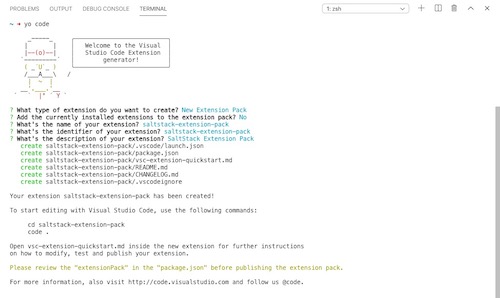 PROBLEMS OUTPUT DEBUG CONSOLE TERMINAL 1: zsh
~ ➜ yo code
Welcome to the Visual
Studio Code Extension
generator!
? What type of extension do you want to create? New Extension Pack
? Add the currently installed extensions to the extension pack? No
? What's the name of your extension? saltstack-extension-pack
? What's the identifier of your extension? saltstack-extension-pack
? What's the description of your extension? SaltStack Extension Pack
create saltstack-extension-pack/.vscode/launch.json
create saltstack-extension-pack/package.json
create saltstack-extension-pack/vsc-extension-quickstart.md
create saltstack-extension-pack/README.md
create saltstack-extension-pack/CHANGELOG.md
create saltstack-extension-pack/.vscodeignore
Your extension saltstack-extension-pack has been created!
To start editing with Visual Studio Code, use the following commands:
cd saltstack-extension-pack
code .
Open vsc-extension-quickstart.md inside the new extension for further instructions
on how to modify, test and publish your extension.
Please review the "extensionPack" in the "package.json" before publishing the extension pack.
For more information, also visit http://code.visualstudio.com and follow us @code.